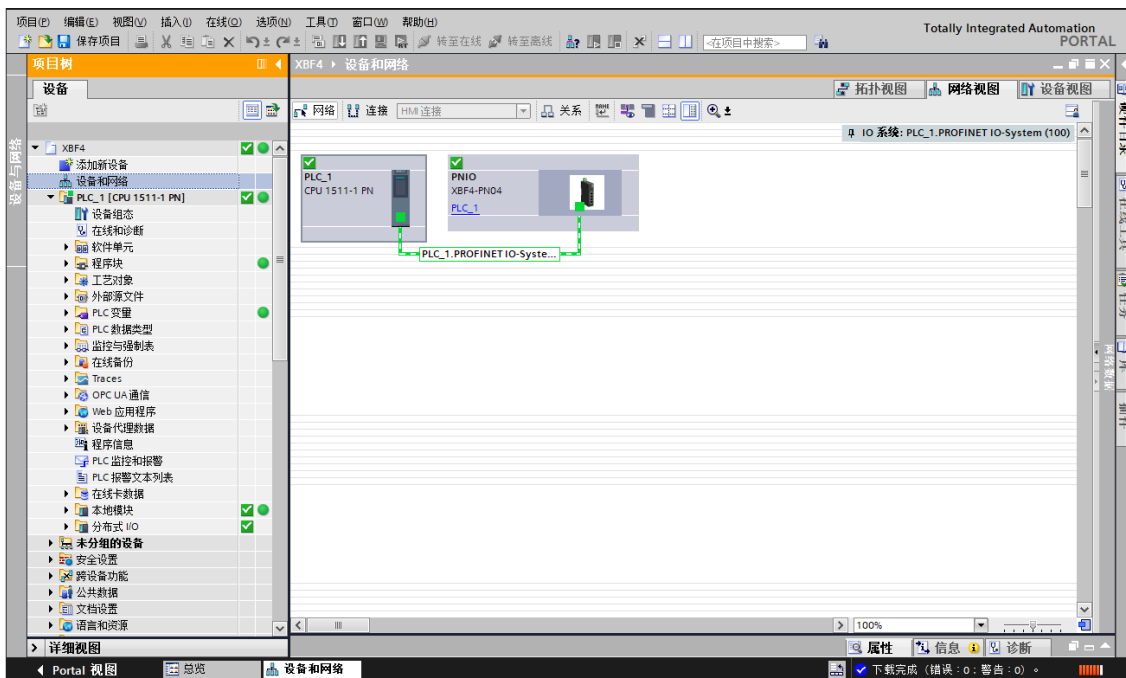 项目(P) 编辑(E) 视图(V) 插入(I) 在线(O) 选项(N) 工具(T) 窗口(W) 帮助(H)
Totally Integrated Automation
PORTAL
保存项目 转至在线 转至离线 <在项目中搜索>
项目树
XBF4 设备和网络
设备
拓扑视图 网络视图 设备视图
网络 连接 HMI 连接 关系
IO 系统: PLC_1.PROFINET IO-System (100)
设备与网络
XBF4
添加新设备
设备和网络
PLC_1 [CPU 1511-1 PN]
设备组态
在线和诊断
软件单元
程序块
工艺对象
外部源文件
PLC 变量
PLC 数据类型
监控与强制表
在线备份
Traces
OPC UA 通信
Web 应用程序
设备代理数据
程序信息
PLC 监控和报警
PLC 报警文本列表
在线卡数据
本地模块
分布式 I/O
未分组的设备
安全设置
跨设备功能
公共数据
文档设置
语言和资源
PLC_1
CPU 1511-1 PN
PNIO
XBF4-PN04
PLC_1
PLC_1.PROFINET IO-Syste...
100%
详细视图
属性 信息 诊断
Portal 视图 总览 设备和网络
下载完成（错误：0；警告：0）。